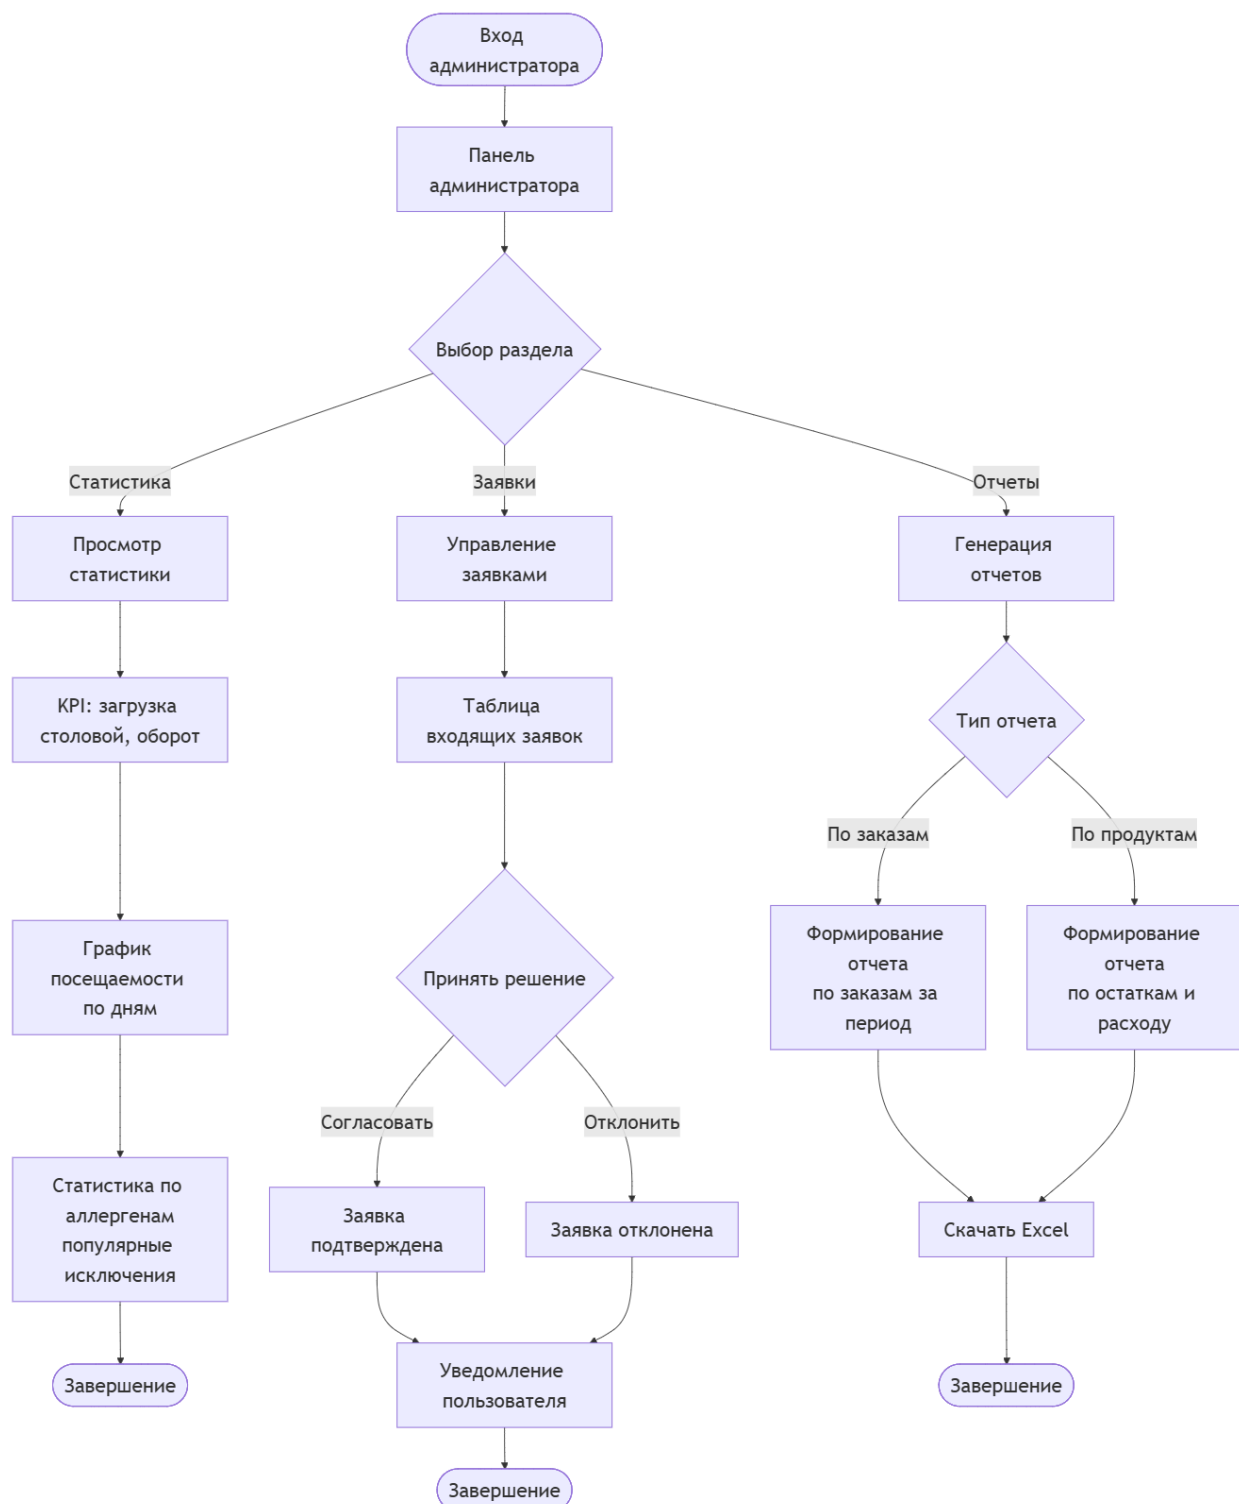 Вход
администратора
Панель
администратора
Выбор раздела
Статистика
Заявки
Отчеты
Просмотр
статистики
Управление
заявками
Генерация
отчетов
KPI: загрузка
столовой, оборот
Таблица
входящих заявок
Тип отчета
По заказам
По продуктам
График
посещаемости
по дням
Принять решение
Формирование
отчета
по заказам за
период
Формирование
отчета
по остаткам и
расходу
Согласовать
Отклонить
Статистика по
аллергенам
популярные
исключения
Заявка
подтверждена
Заявка отклонена
Скачать Excel
Завершение
Уведомление
пользователя
Завершение
Завершение